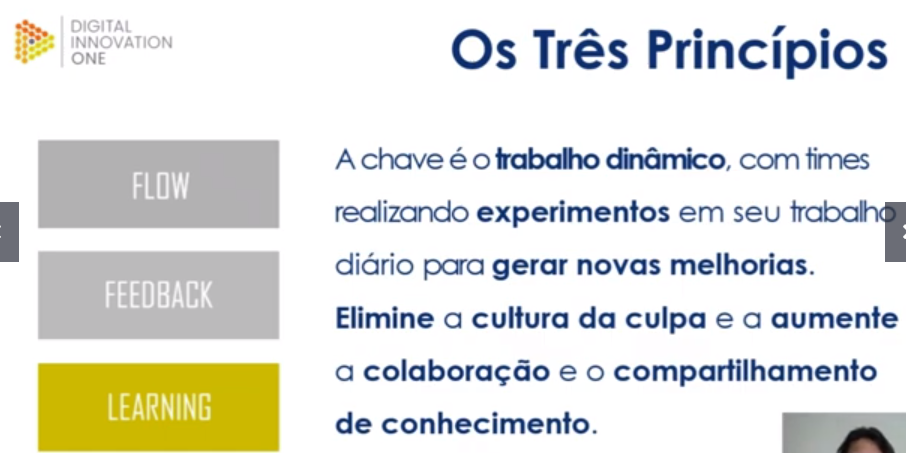 DIGITAL
INNOVATION
ONE
Os Três Princípios
FLOW
FEEDBACK
LEARNING
A chave é o trabalho dinâmico, com times
realizando experimentos em seu trabalho
diário para gerar novas melhorias.
Elimine a cultura da culpa e a aumente
a colaboração e o compartilhamento
de conhecimento.